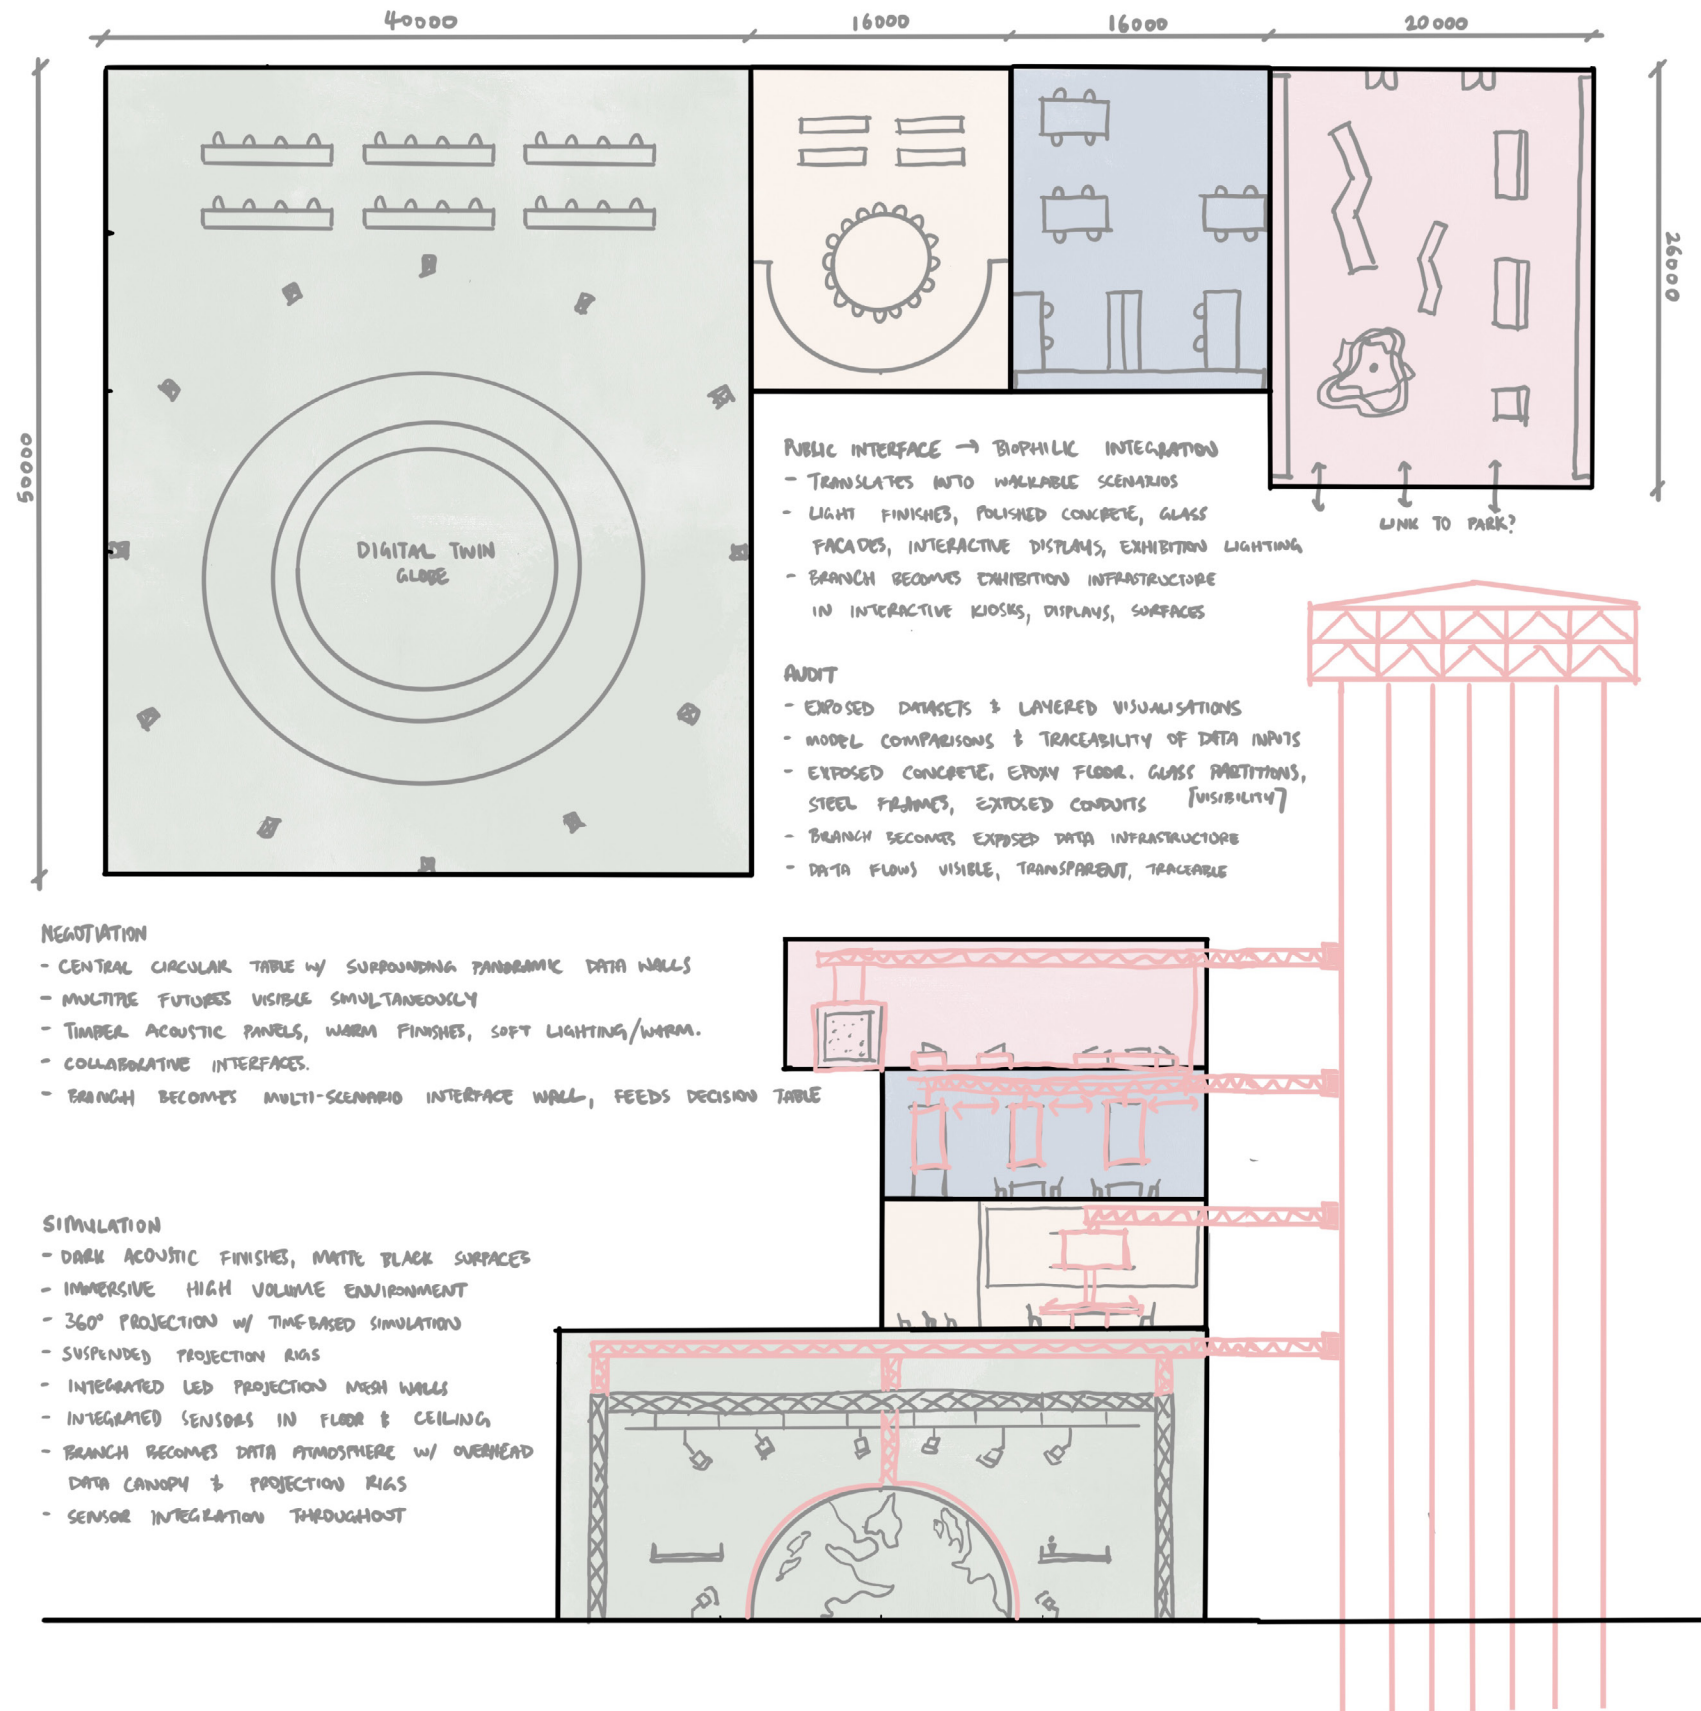 40000
16000
16000
20000
50000
26000
DIGITAL TWIN
GLOBE
LINK TO PARK?
PUBLIC INTERFACE → BIOPHILIC INTEGRATION
- TRANSLATES INTO WALKABLE SCENARIOS
- LIGHT FINISHES, POLISHED CONCRETE, GLASS
FACADES, INTERACTIVE DISPLAYS, EXHIBITION LIGHTING
- BRANCH BECOMES EXHIBITION INFRASTRUCTURE
IN INTERACTIVE KIOSKS, DISPLAYS, SURFACES
AUDIT
- EXPOSED DATASETS & LAYERED VISUALISATIONS
- MODEL COMPARISONS & TRACEABILITY OF DATA INPUTS
- EXPOSED CONCRETE, EPOXY FLOOR. GLASS PARTITIONS,
STEEL FRAMES, EXPOSED CONDUITS [VISIBILITY]
- BRANCH BECOMES EXPOSED DATA INFRASTRUCTURE
- DATA FLOWS VISIBLE, TRANSPARENT, TRACEABLE
NEGOTIATION
- CENTRAL CIRCULAR TABLE W/ SURROUNDING PANORAMIC DATA WALLS
- MULTIPLE FUTURES VISIBLE SIMULTANEOUSLY
- TIMBER ACOUSTIC PANELS, WARM FINISHES, SOFT LIGHTING/WARM.
- COLLABORATIVE INTERFACES.
- BRANCH BECOMES MULTI-SCENARIO INTERFACE WALL, FEEDS DECISION TABLE
SIMULATION
- DARK ACOUSTIC FINISHES, MATTE BLACK SURFACES
- IMMERSIVE HIGH VOLUME ENVIRONMENT
- 360° PROJECTION W/ TIME-BASED SIMULATION
- SUSPENDED PROJECTION RIGS
- INTEGRATED LED PROJECTION MESH WALLS
- INTEGRATED SENSORS IN FLOOR & CEILING
- BRANCH BECOMES DATA ATMOSPHERE W/ OVERHEAD
DATA CANOPY & PROJECTION RIGS
- SENSOR INTEGRATION THROUGHOUT